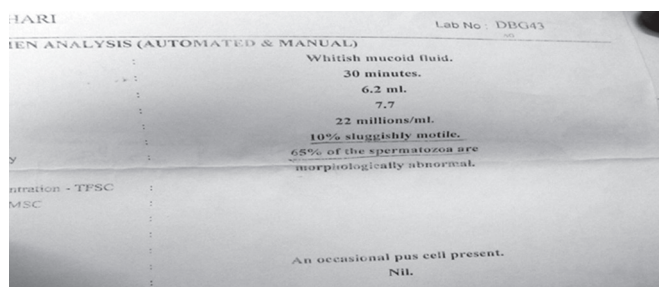 HARI
Lab No : DBG43
IEN ANALYSIS (AUTOMATED & MANUAL)
: Whitish mucoid fluid.
: 30 minutes.
: 6.2 ml.
: 7.7
: 22 millions/ml.
: 10% sluggishly motile.
y : 65% of the spermatozoa are
morphologically abnormal.
ntration - TFSC :
MSC :
:
:
: An occasional pus cell present.
: Nil.